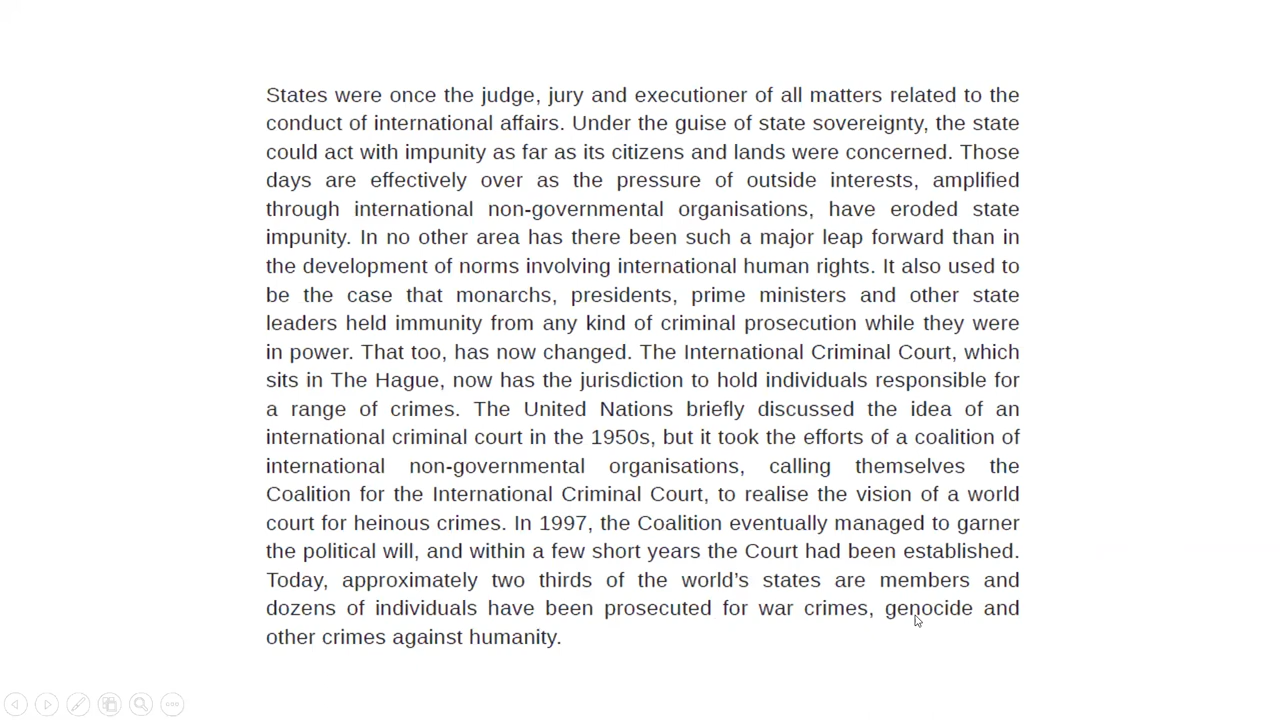 States were once the judge, jury and executioner of all matters related to the
conduct of international affairs. Under the guise of state sovereignty, the state
could act with impunity as far as its citizens and lands were concerned. Those
days are effectively over as the pressure of outside interests, amplified
through international non-governmental organisations, have eroded state
impunity. In no other area has there been such a major leap forward than in
the development of norms involving international human rights. It also used to
be the case that monarchs, presidents, prime ministers and other state
leaders held immunity from any kind of criminal prosecution while they were
in power. That too, has now changed. The International Criminal Court, which
sits in The Hague, now has the jurisdiction to hold individuals responsible for
a range of crimes. The United Nations briefly discussed the idea of an
international criminal court in the 1950s, but it took the efforts of a coalition of
international non-governmental organisations, calling themselves the
Coalition for the International Criminal Court, to realise the vision of a world
court for heinous crimes. In 1997, the Coalition eventually managed to garner
the political will, and within a few short years the Court had been established.
Today, approximately two thirds of the world’s states are members and
dozens of individuals have been prosecuted for war crimes, genocide and
other crimes against humanity.